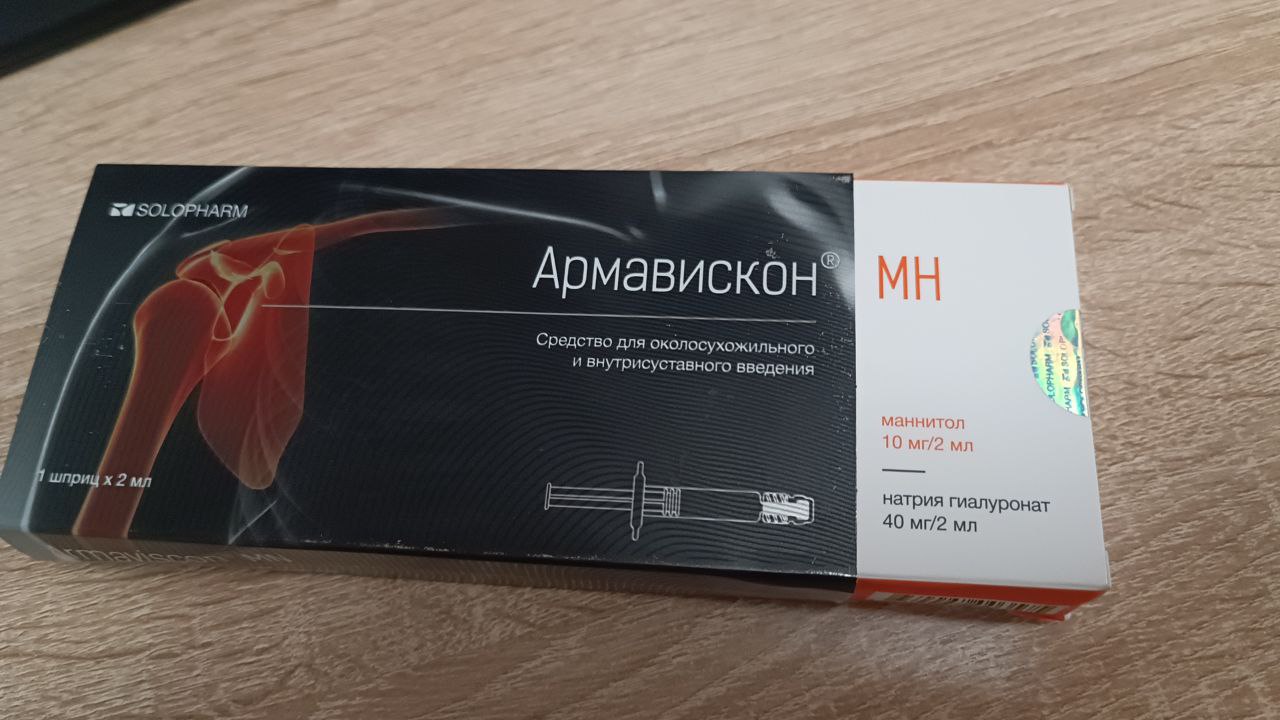 SOLOPHARM
Армавискон®
Средство для околосухожильного
и внутрисуставного введения
1 шприц x 2 мл
МН
SOLOPHARM
маннитол
10 мг/2 мл
натрия гиалуронат
40 мг/2 мл